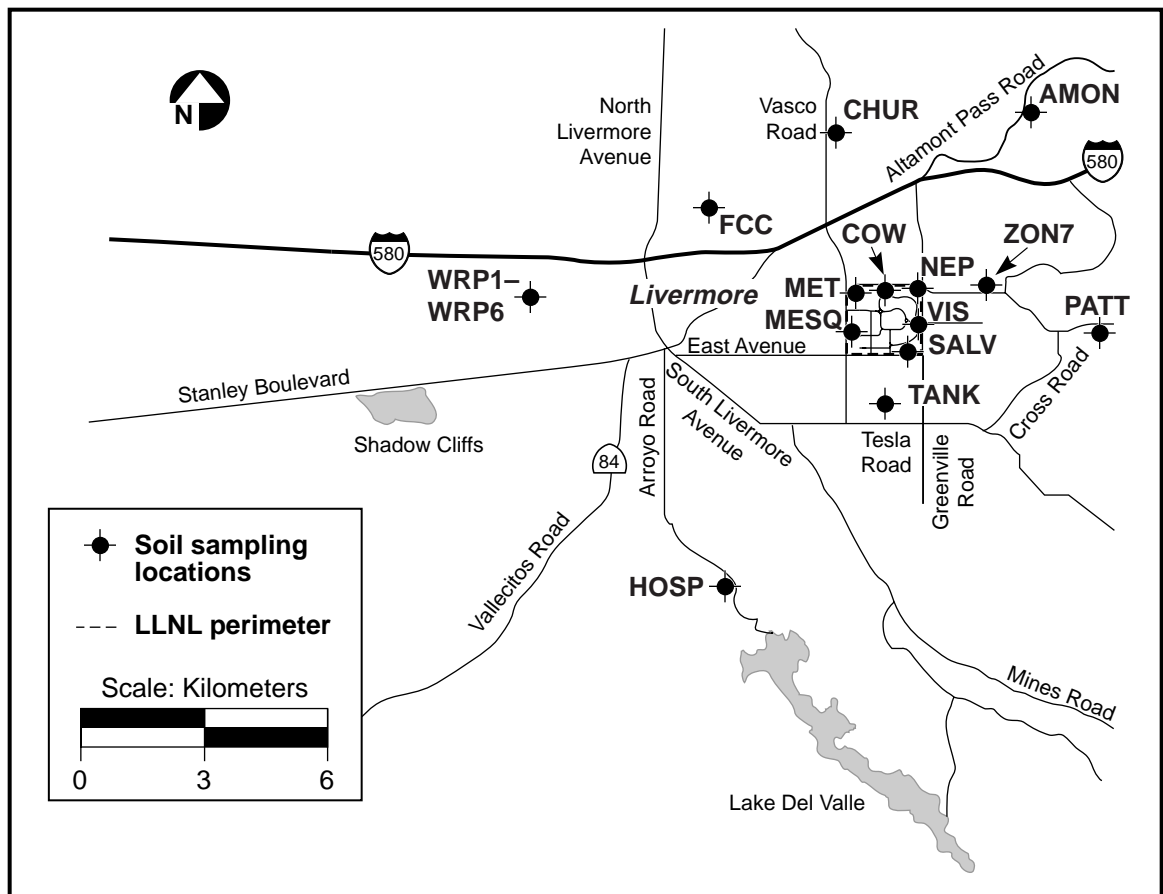 N
North
Livermore
Avenue
Vasco
Road
CHUR
Altamont Pass Road
AMON
580
FCC
580
WRP1–
WRP6
Livermore
COW
NEP
ZON7
MET
MESQ
VIS
PATT
SALV
East Avenue
TANK
Stanley Boulevard
Shadow Cliffs
South Livermore
Avenue
Arroyo Road
84
Tesla
Road
Greenville
Road
Cross Road
Vallecitos Road
HOSP
Mines Road
Lake Del Valle
Soil sampling
locations
LLNL perimeter
Scale: Kilometers
0 3 6